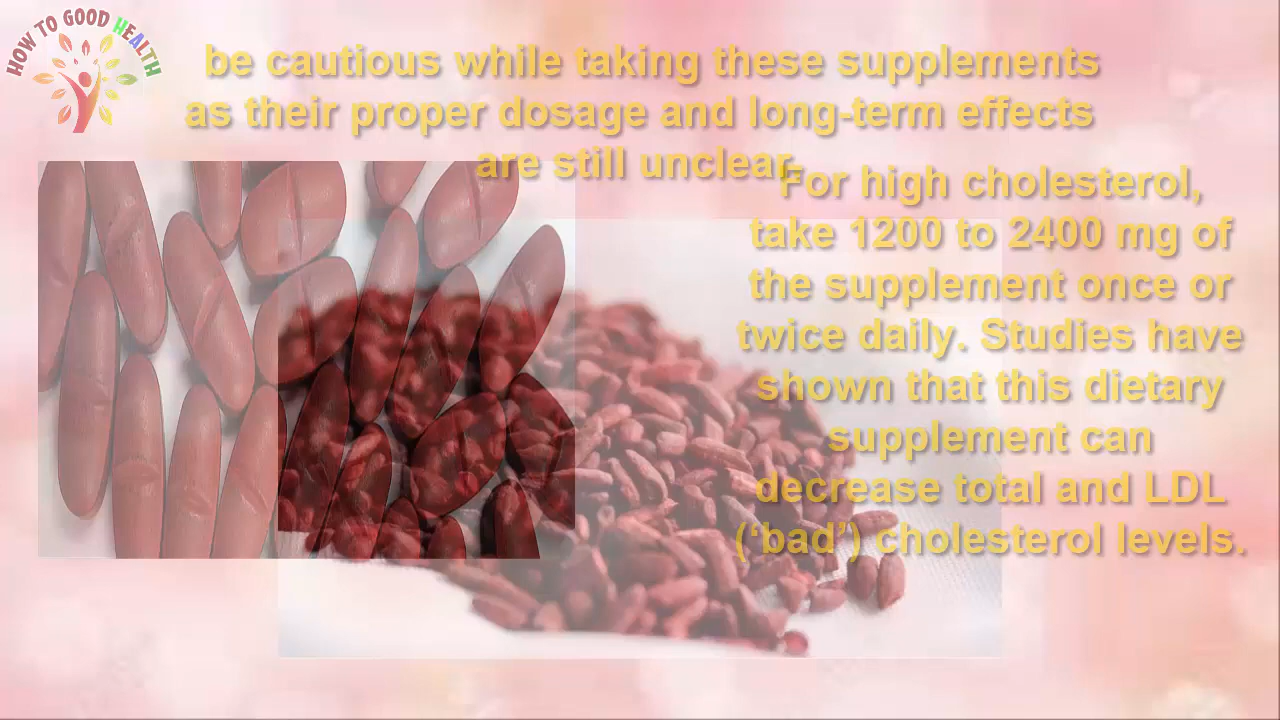 HOW TO GOOD HEALTH
be cautious while taking these supplements
as their proper dosage and long-term effects
are still unclear.
For high cholesterol,
take 1200 to 2400 mg of
the supplement once or
twice daily. Studies have
shown that this dietary
supplement can
decrease total and LDL
(‘bad’) cholesterol levels.